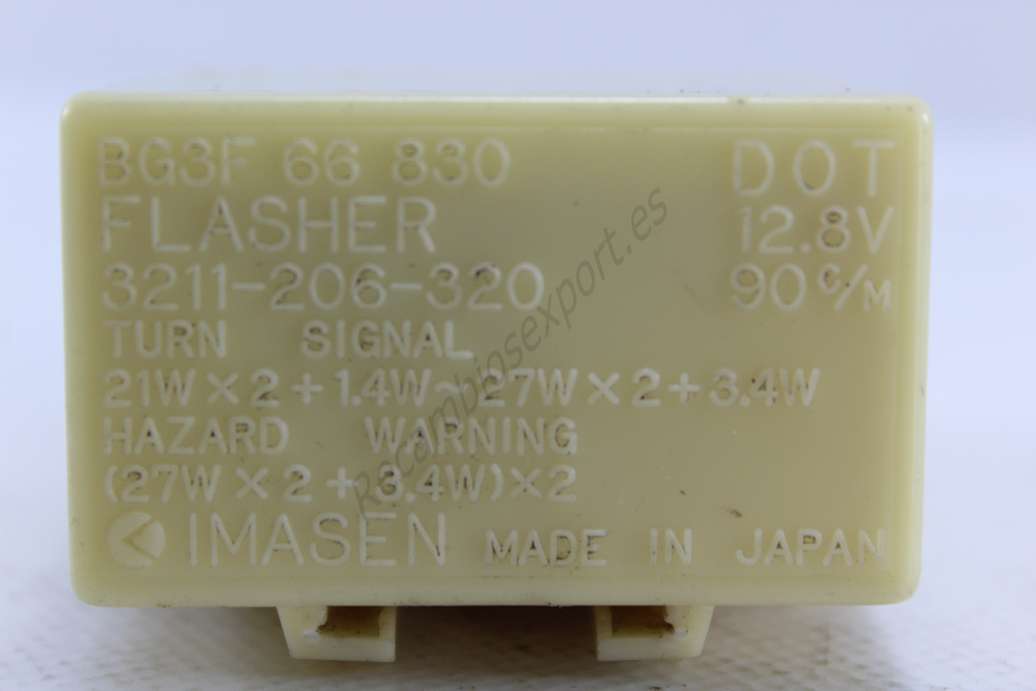 BG3F 66 830 DOT
FLASHER 12.8V
3211-206-320 90 c/M
TURN SIGNAL
21W×2+1.4W~27W×2+3.4W
HAZARD WARNING
(27W×2+3.4W)×2
IMASEN MADE IN JAPAN
Recambiosexport.es